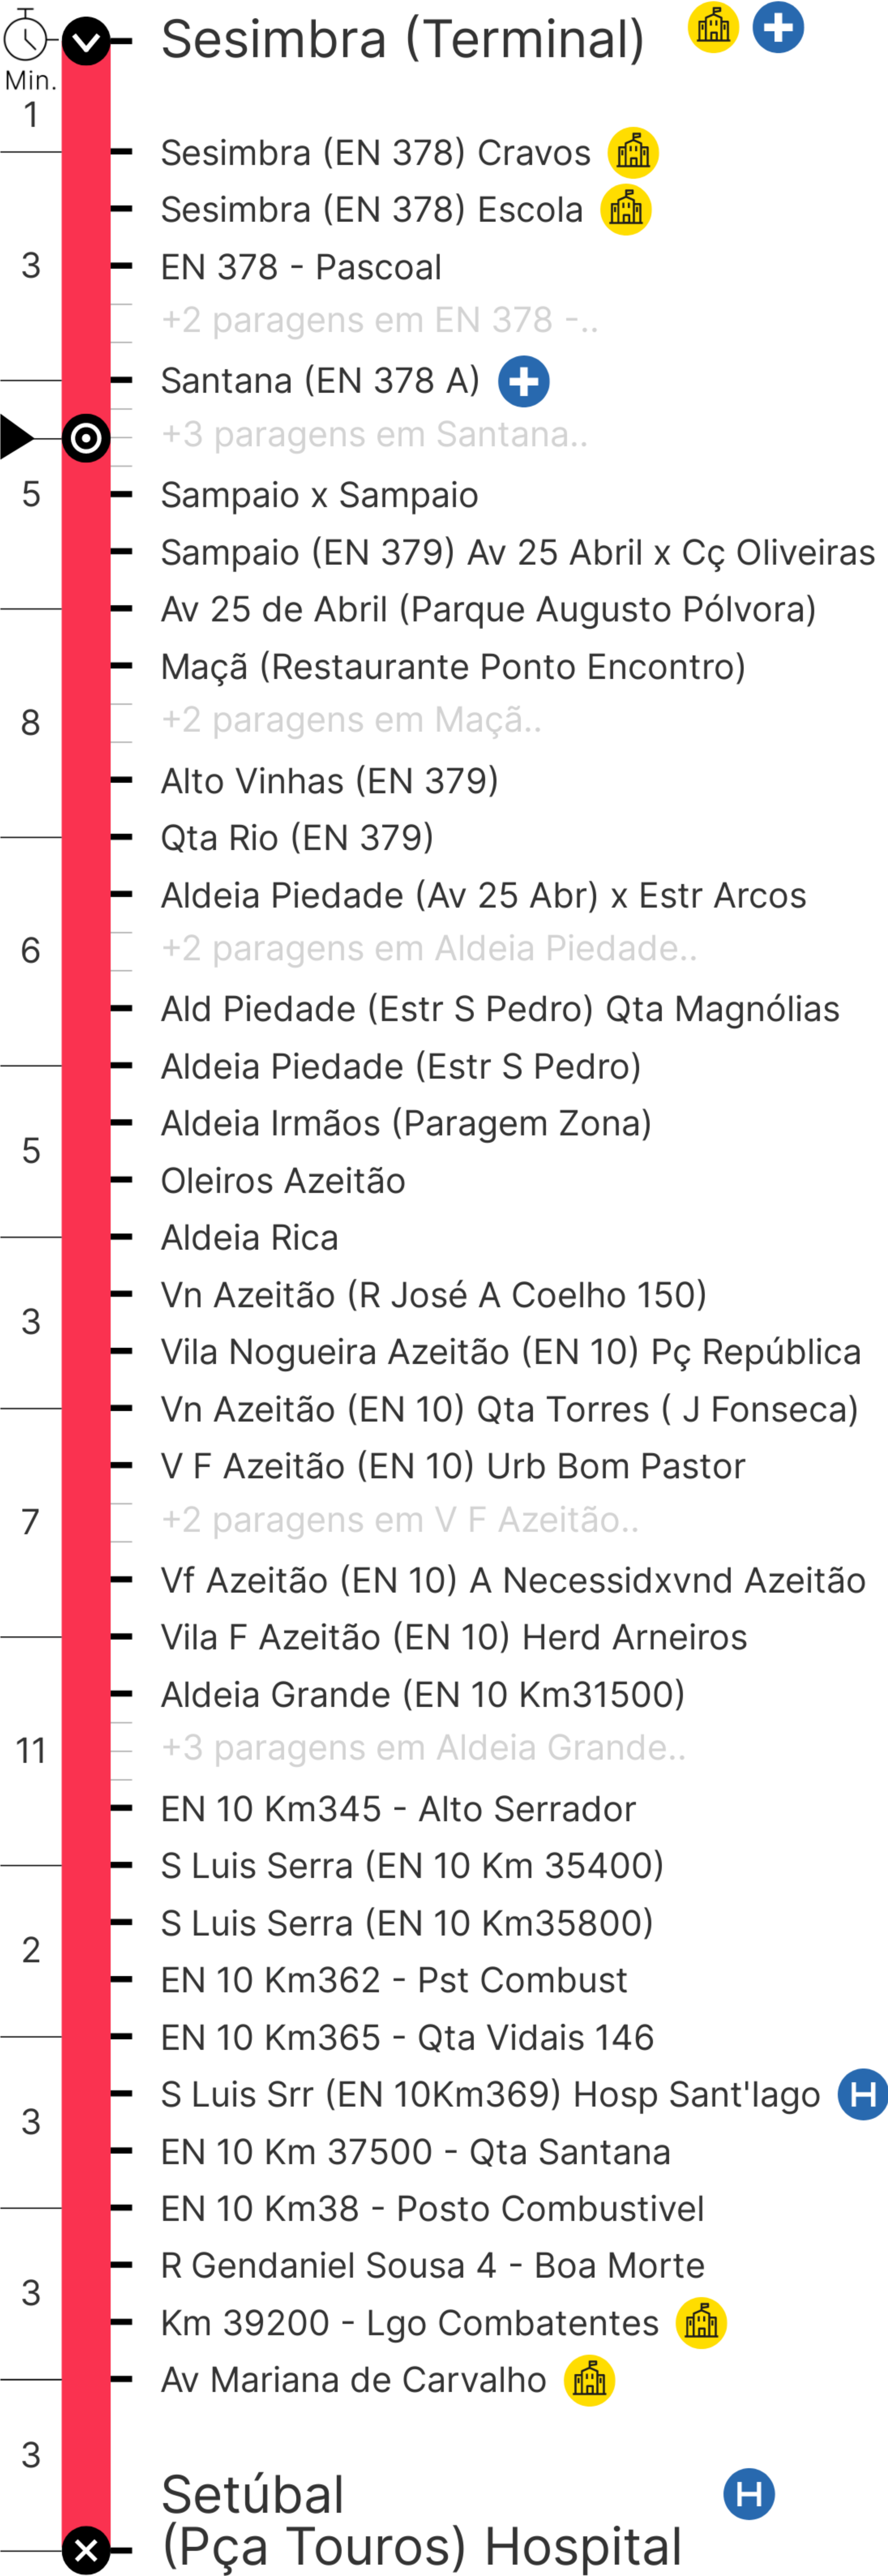 Sesimbra (Terminal)
Min.
1
Sesimbra (EN 378) Cravos
Sesimbra (EN 378) Escola
3
EN 378 - Pascoal
+2 paragens em EN 378 -..
Santana (EN 378 A)
+3 paragens em Santana..
5
Sampaio x Sampaio
Sampaio (EN 379) Av 25 Abril x Cç Oliveiras
Av 25 de Abril (Parque Augusto Pólvora)
Maçã (Restaurante Ponto Encontro)
8
+2 paragens em Maçã..
Alto Vinhas (EN 379)
Qta Rio (EN 379)
Aldeia Piedade (Av 25 Abr) x Estr Arcos
6
+2 paragens em Aldeia Piedade..
Ald Piedade (Estr S Pedro) Qta Magnólias
Aldeia Piedade (Estr S Pedro)
Aldeia Irmãos (Paragem Zona)
5
Oleiros Azeitão
Aldeia Rica
Vn Azeitão (R José A Coelho 150)
3
Vila Nogueira Azeitão (EN 10) Pç República
Vn Azeitão (EN 10) Qta Torres ( J Fonseca)
V F Azeitão (EN 10) Urb Bom Pastor
7
+2 paragens em V F Azeitão..
Vf Azeitão (EN 10) A Necessidxvnd Azeitão
Vila F Azeitão (EN 10) Herd Arneiros
Aldeia Grande (EN 10 Km31500)
11
+3 paragens em Aldeia Grande..
EN 10 Km345 - Alto Serrador
S Luis Serra (EN 10 Km 35400)
S Luis Serra (EN 10 Km35800)
2
EN 10 Km362 - Pst Combust
EN 10 Km365 - Qta Vidais 146
S Luis Srr (EN 10Km369) Hosp Sant'Iago H
3
EN 10 Km 37500 - Qta Santana
EN 10 Km38 - Posto Combustivel
R Gendaniel Sousa 4 - Boa Morte
3
Km 39200 - Lgo Combatentes
Av Mariana de Carvalho
3
Setúbal H
(Pça Touros) Hospital